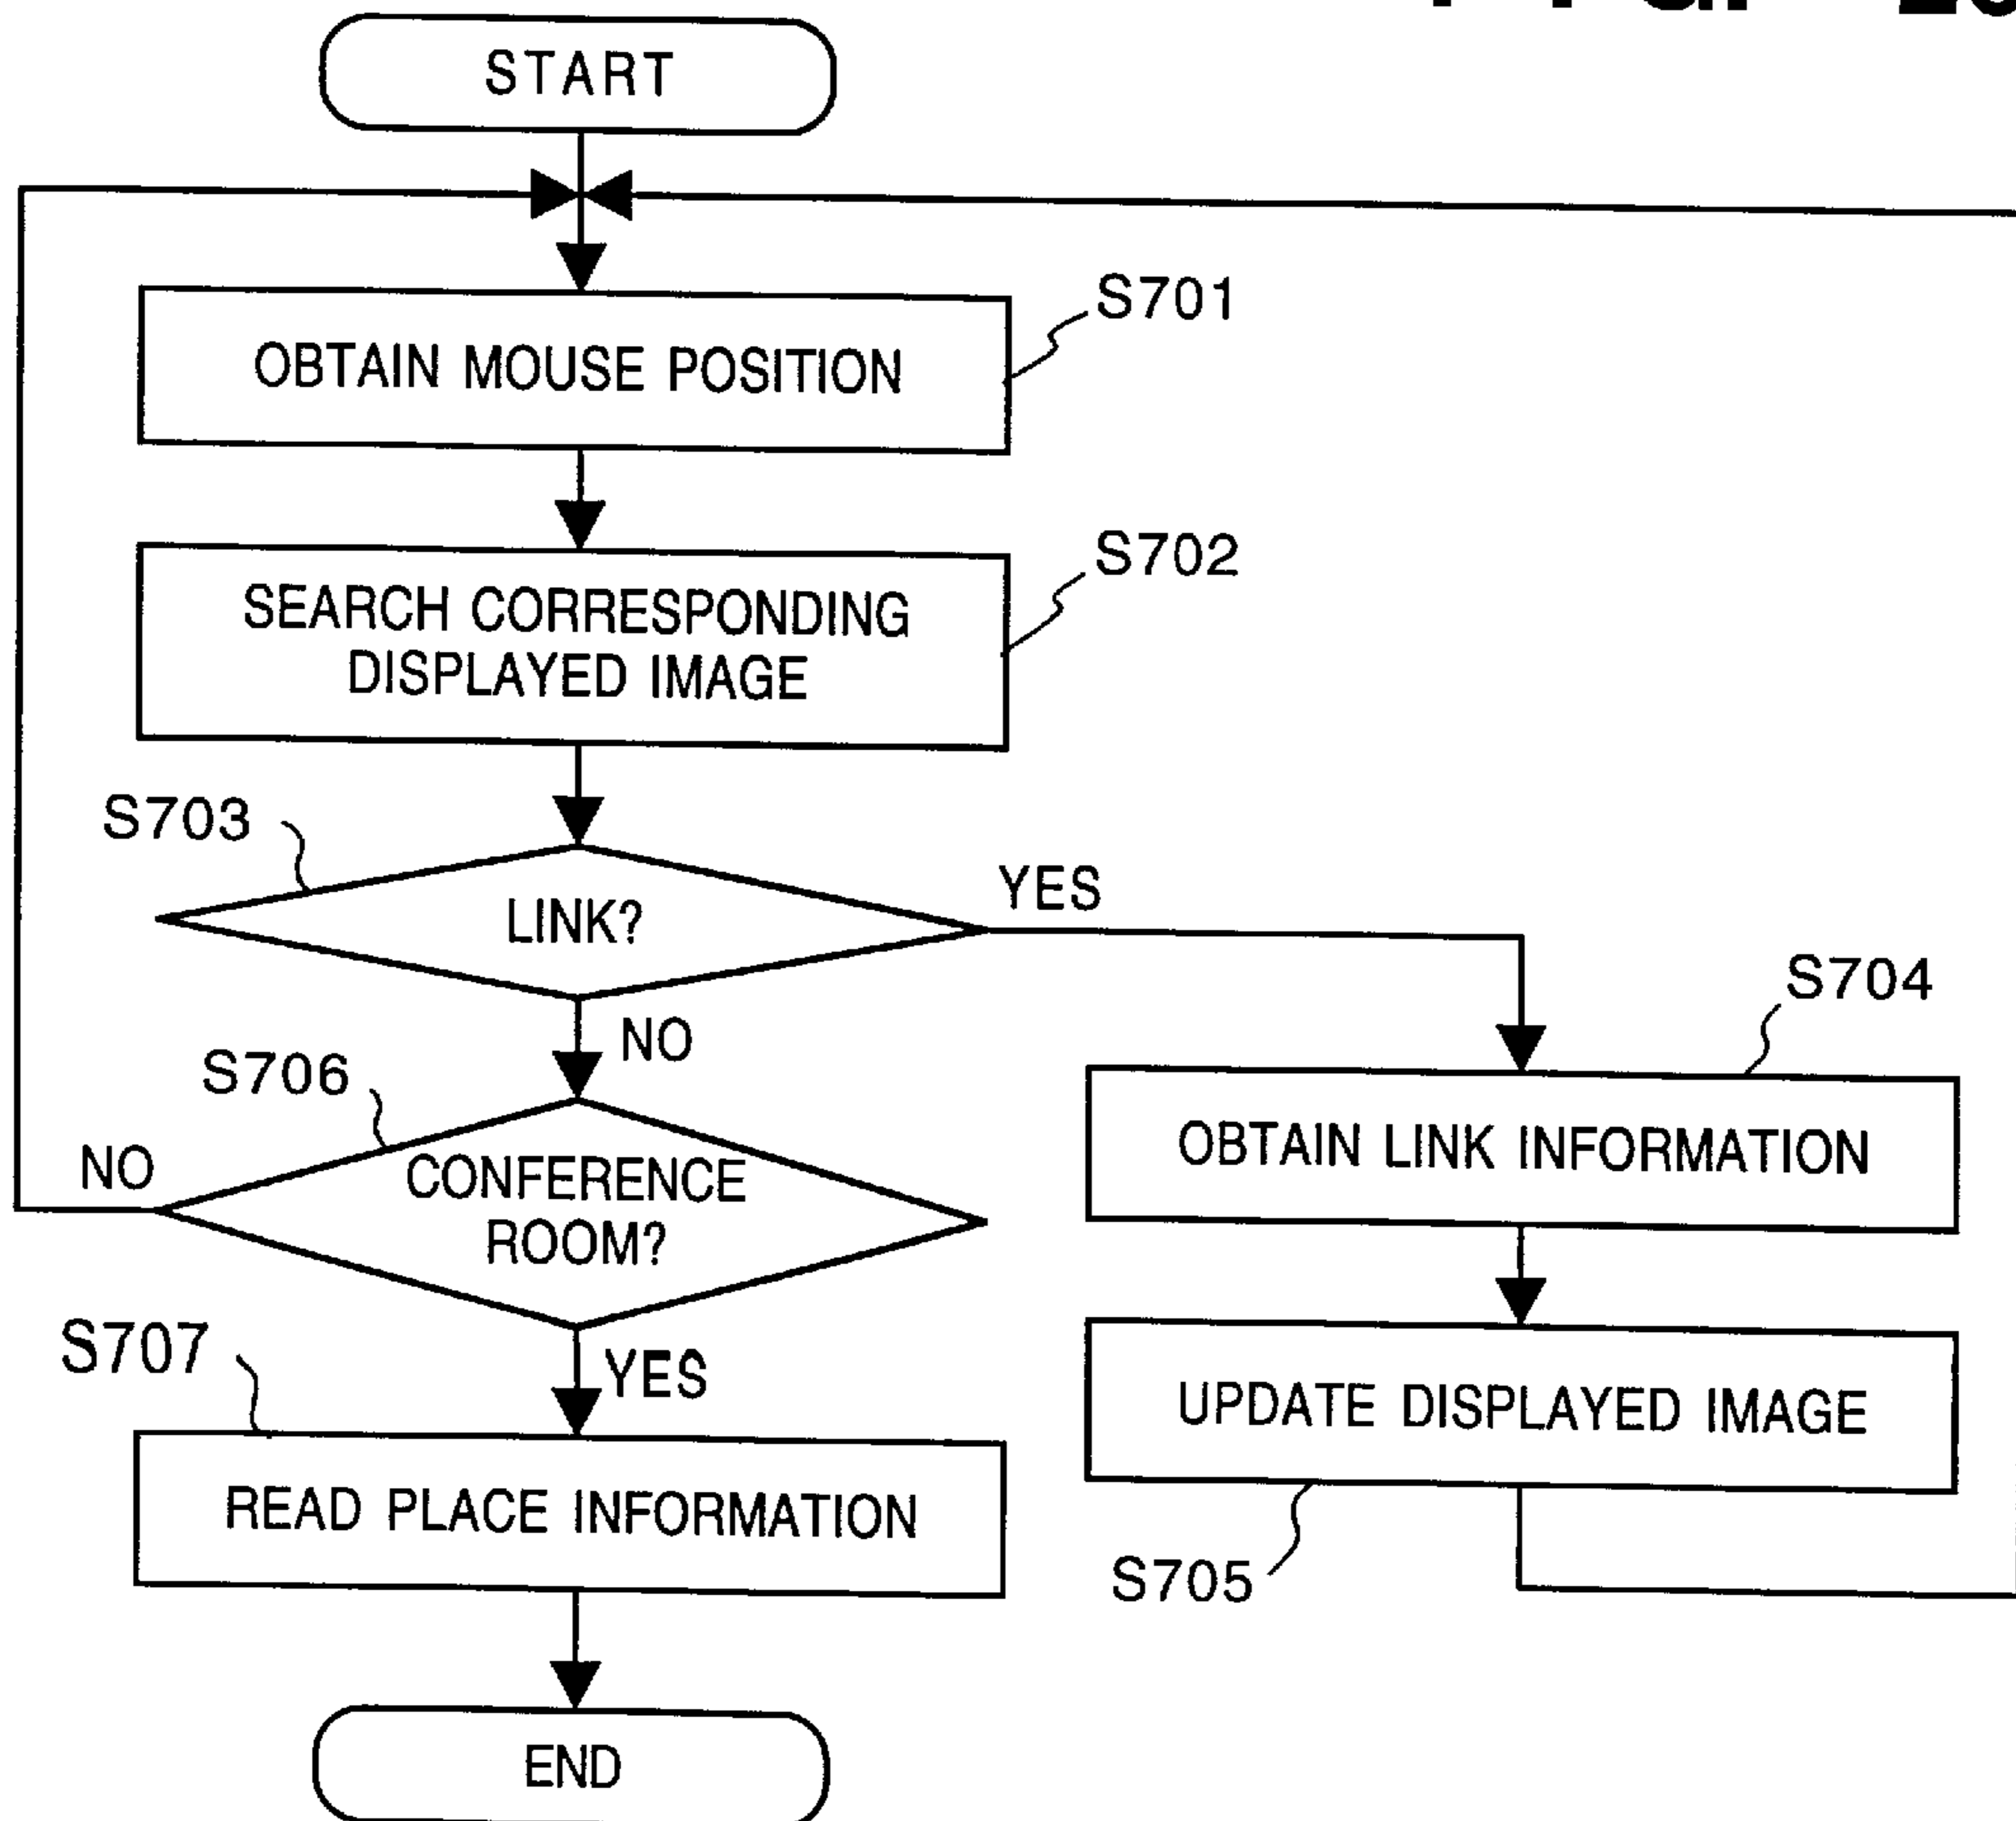 START
S701
OBTAIN MOUSE POSITION
S702
SEARCH CORRESPONDING
DISPLAYED IMAGE
S703
LINK?
YES
NO
S704
OBTAIN LINK INFORMATION
S706
NO
CONFERENCE
ROOM?
YES
UPDATE DISPLAYED IMAGE
S705
S707
READ PLACE INFORMATION
END